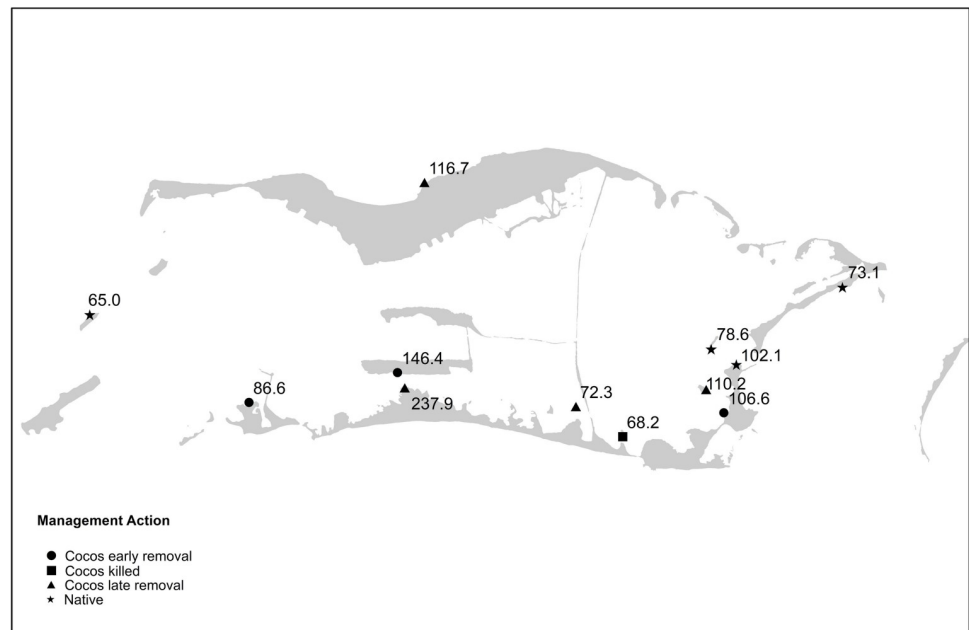 116.7
73.1
65.0
78.6
102.1
146.4
110.2
86.6
72.3
106.6
237.9
68.2
Management Action
Cocos early removal
Cocos killed
Cocos late removal
Native